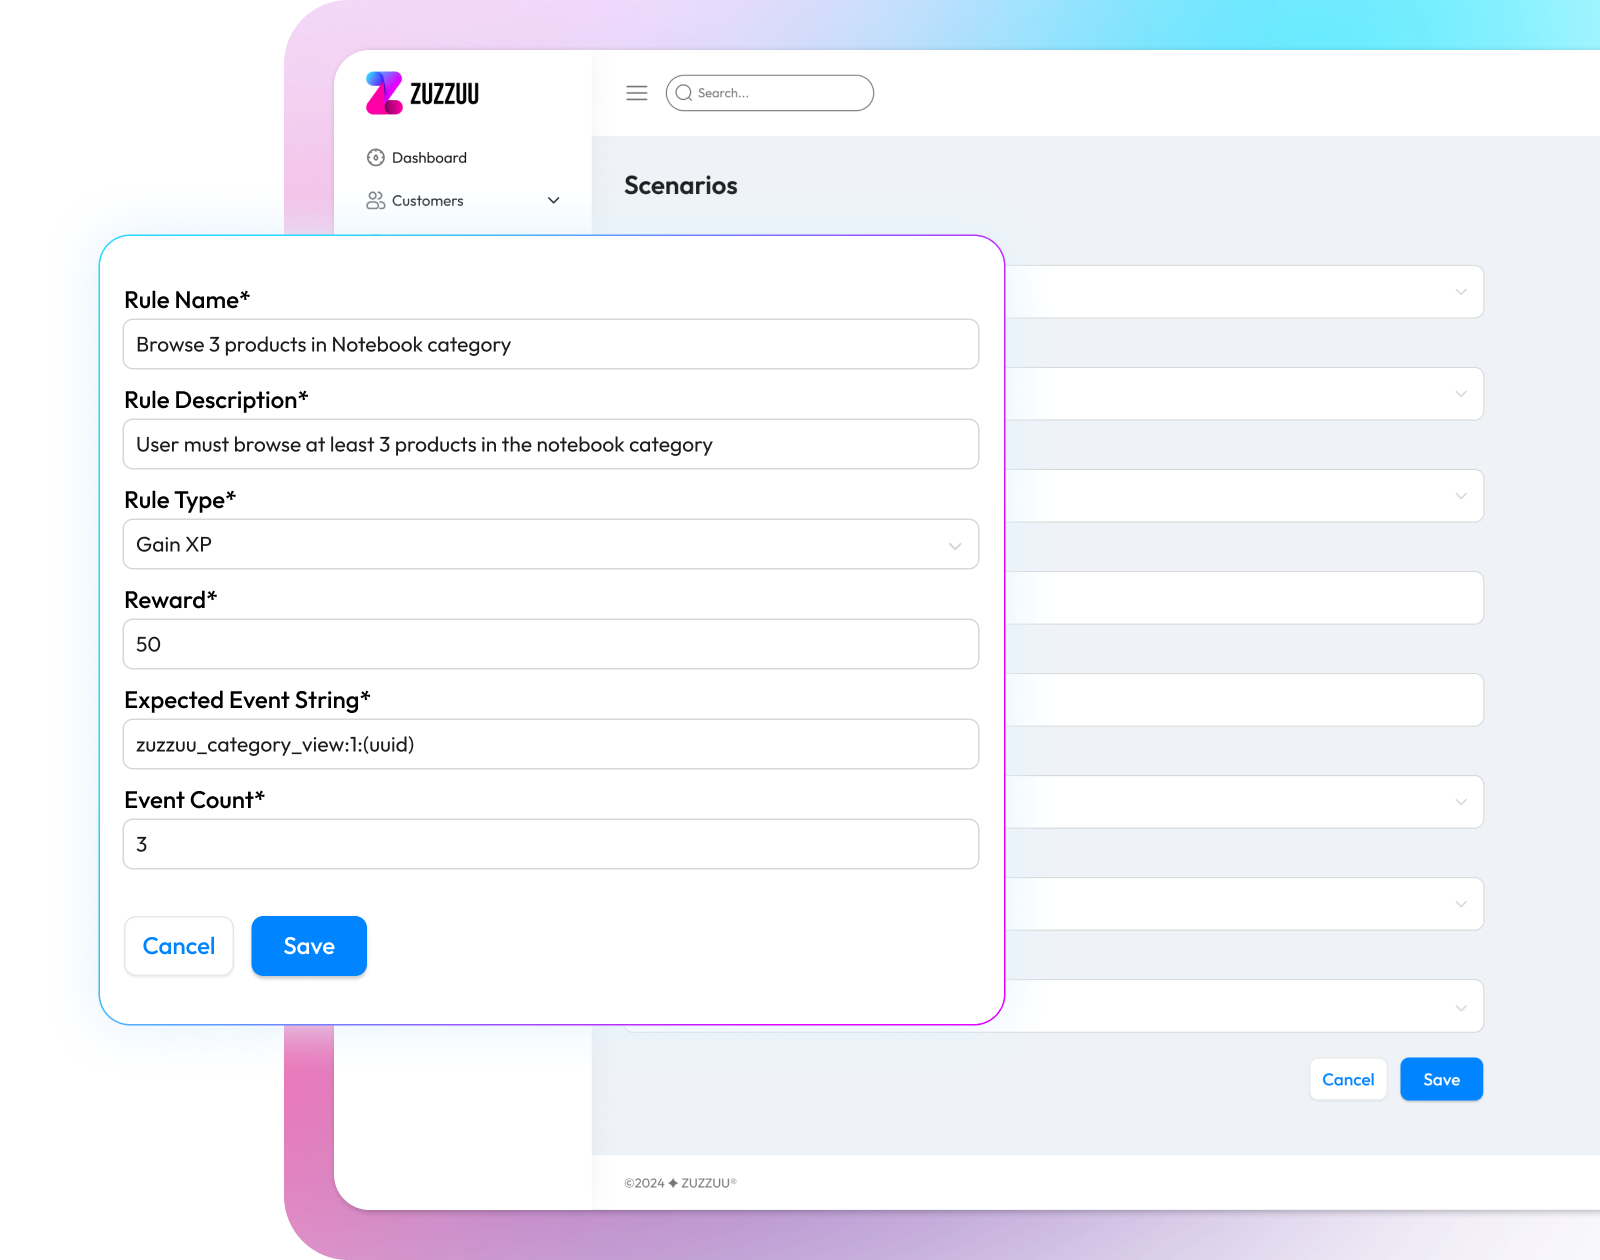 ZUZZUU
Search...
Dashboard
Customers
Scenarios
Rule Name*
Browse 3 products in Notebook category
Rule Description*
User must browse at least 3 products in the notebook category
Rule Type*
Gain XP
Reward*
50
Expected Event String*
zuzzuu_category_view:1:(uuid)
Event Count*
3
Cancel
Save
Cancel
Save
©2024 ✦ ZUZZUU®